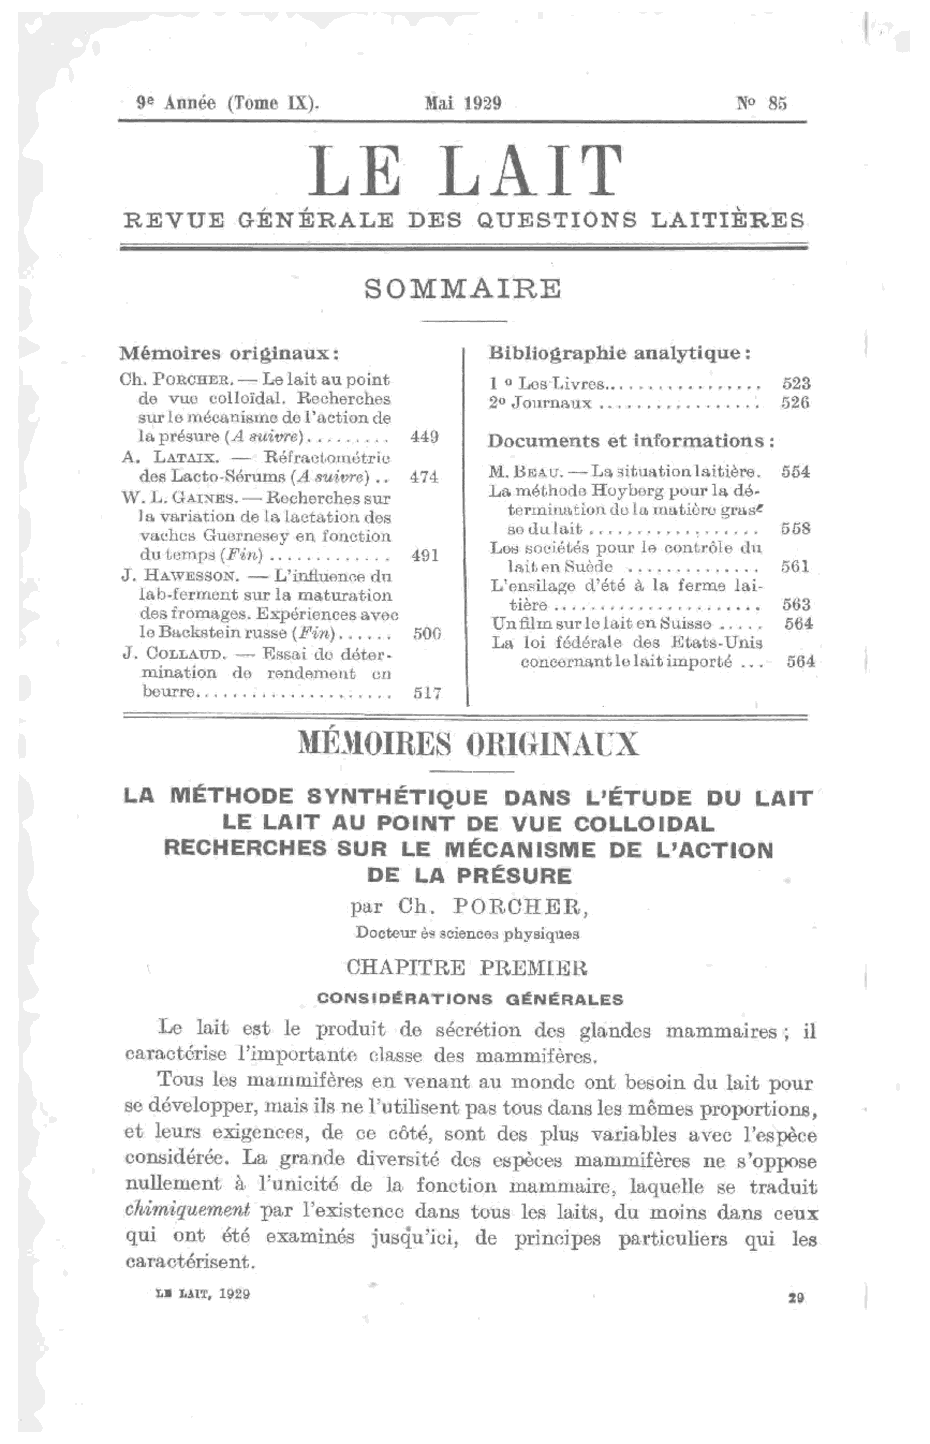 9e Année (Tome IX). Mai 1929 No 85
LE LAIT
REVUE GÉNÉRALE DES QUESTIONS LAITIÈRES
SOMMAIRE
Mémoires originaux :
Ch. PORCHER. — Le lait au point
de vue colloïdal. Recherches
sur le mécanisme de l'action de
la présure (A suivre)......... 449
A. LATAIX. — Réfractométrie
des Lacto-Sérums (A suivre) .. 474
W. L. GAINES. — Recherches sur
la variation de la lactation des
vaches Guernesey en fonction
du temps (Fin) ............. 491
J. HAWESSON. — L'influence du
lab-ferment sur la maturation
des fromages. Expériences avec
le Backstein russe (Fin)...... 500
J. COLLAUD. — Essai de déter-
mination de rendement en
beurre..................... 517
Bibliographie analytique :
1 o Les Livres................. 523
2o Journaux ................. 526
Documents et informations :
M. BEAU. — La situation laitière. 554
La méthode Hoyberg pour la dé-
termination de la matière gras
se du lait ................... 558
Les sociétés pour le contrôle du
lait en Suède .............. 561
L'ensilage d'été à la ferme lai-
tière ...................... 563
Un film sur le lait en Suisse ..... 564
La loi fédérale des Etats-Unis
concernant le lait importé ... 564
MÉMOIRES ORIGINAUX
LA MÉTHODE SYNTHÉTIQUE DANS L'ÉTUDE DU LAIT
LE LAIT AU POINT DE VUE COLLOIDAL
RECHERCHES SUR LE MÉCANISME DE L'ACTION
DE LA PRÉSURE
par Ch. PORCHER,
Docteur ès sciences physiques
CHAPITRE PREMIER
CONSIDÉRATIONS GÉNÉRALES
Le lait est le produit de sécrétion des glandes mammaires ; il
caractérise l'importante classe des mammifères.
Tous les mammifères en venant au monde ont besoin du lait pour
se développer, mais ils ne l'utilisent pas tous dans les mêmes proportions,
et leurs exigences, de ce côté, sont des plus variables avec l'espèce
considérée. La grande diversité des espèces mammifères ne s'oppose
nullement à l'unicité de la fonction mammaire, laquelle se traduit
chimiquement par l'existence dans tous les laits, du moins dans ceux
qui ont été examinés jusqu'ici, de principes particuliers qui les
caractérisent.
LE LAIT, 1929 29